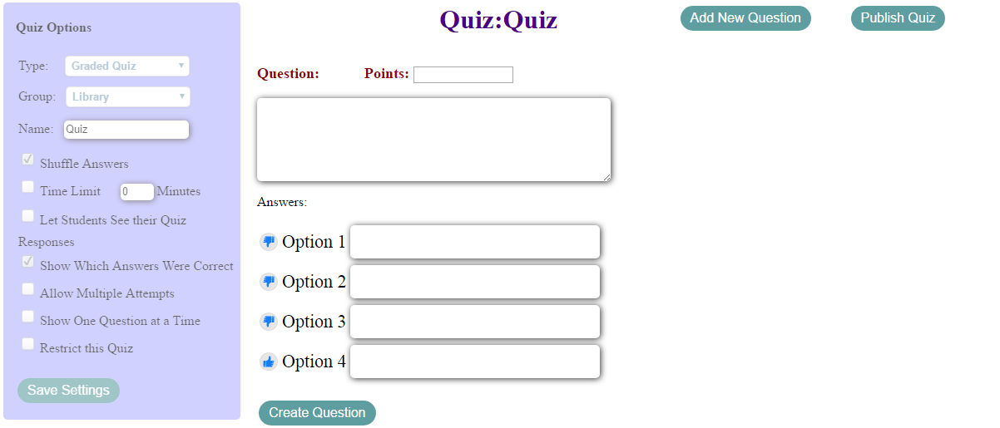 Quiz Options
Type: Graded Quiz
Group: Library
Name: Quiz
Shuffle Answers
Time Limit 0 Minutes
Let Students See their Quiz
Responses
Show Which Answers Were Correct
Allow Multiple Attempts
Show One Question at a Time
Restrict this Quiz
Save Settings
Quiz:Quiz
Add New Question
Publish Quiz
Question: Points:
Answers:
Option 1
Option 2
Option 3
Option 4
Create Question